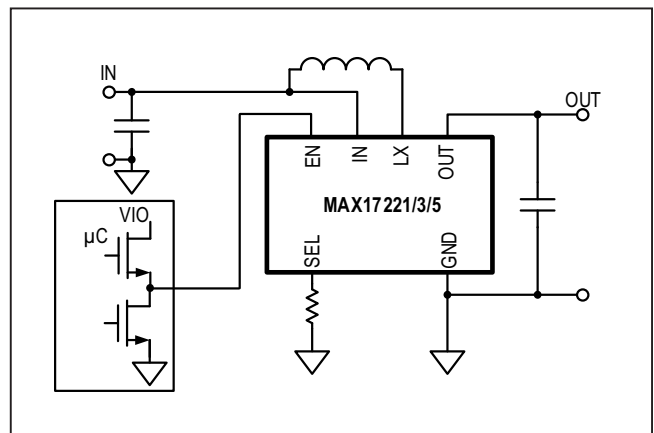 IN
OUT
EN
IN
LX
OUT
MAX17221/3/5
SEL
GND
VIO
µC